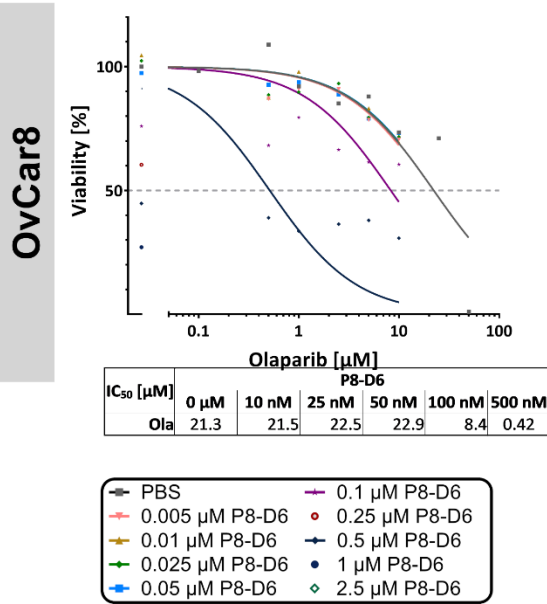 OvCar8
Viability [%]
100
50
0.1 1 10 100
Olaparib [µM]
IC50 [µM] P8-D6
0 µM 10 nM 25 nM 50 nM 100 nM 500 nM
Ola 21.3 21.5 22.5 22.9 8.4 0.42
PBS 0.1 µM P8-D6
0.005 µM P8-D6 0.25 µM P8-D6
0.01 µM P8-D6 0.5 µM P8-D6
0.025 µM P8-D6 1 µM P8-D6
0.05 µM P8-D6 2.5 µM P8-D6